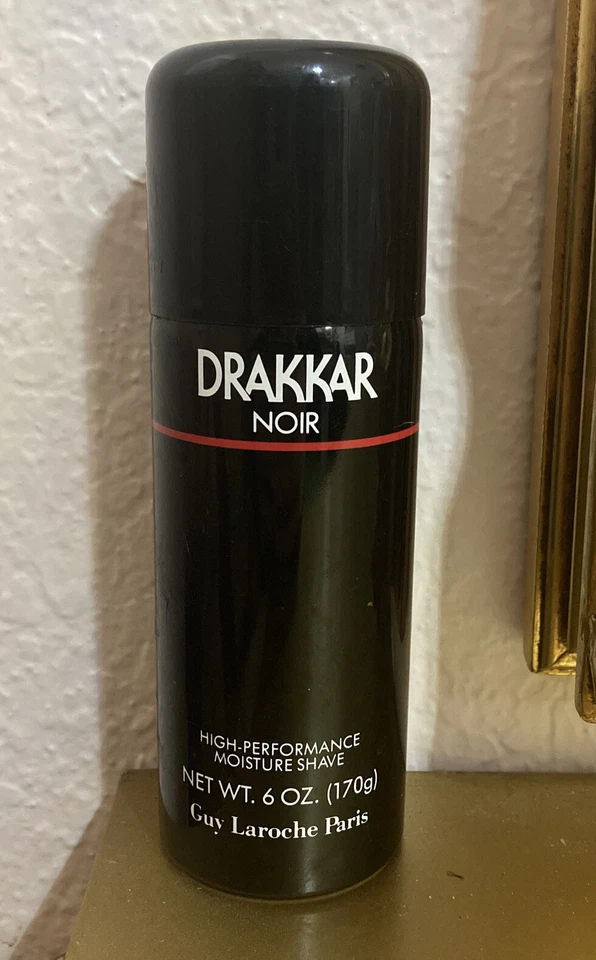 DRAKKAR
NOIR
HIGH-PERFORMANCE
MOISTURE SHAVE
NET WT. 6 OZ. (170g)
Guy Laroche Paris